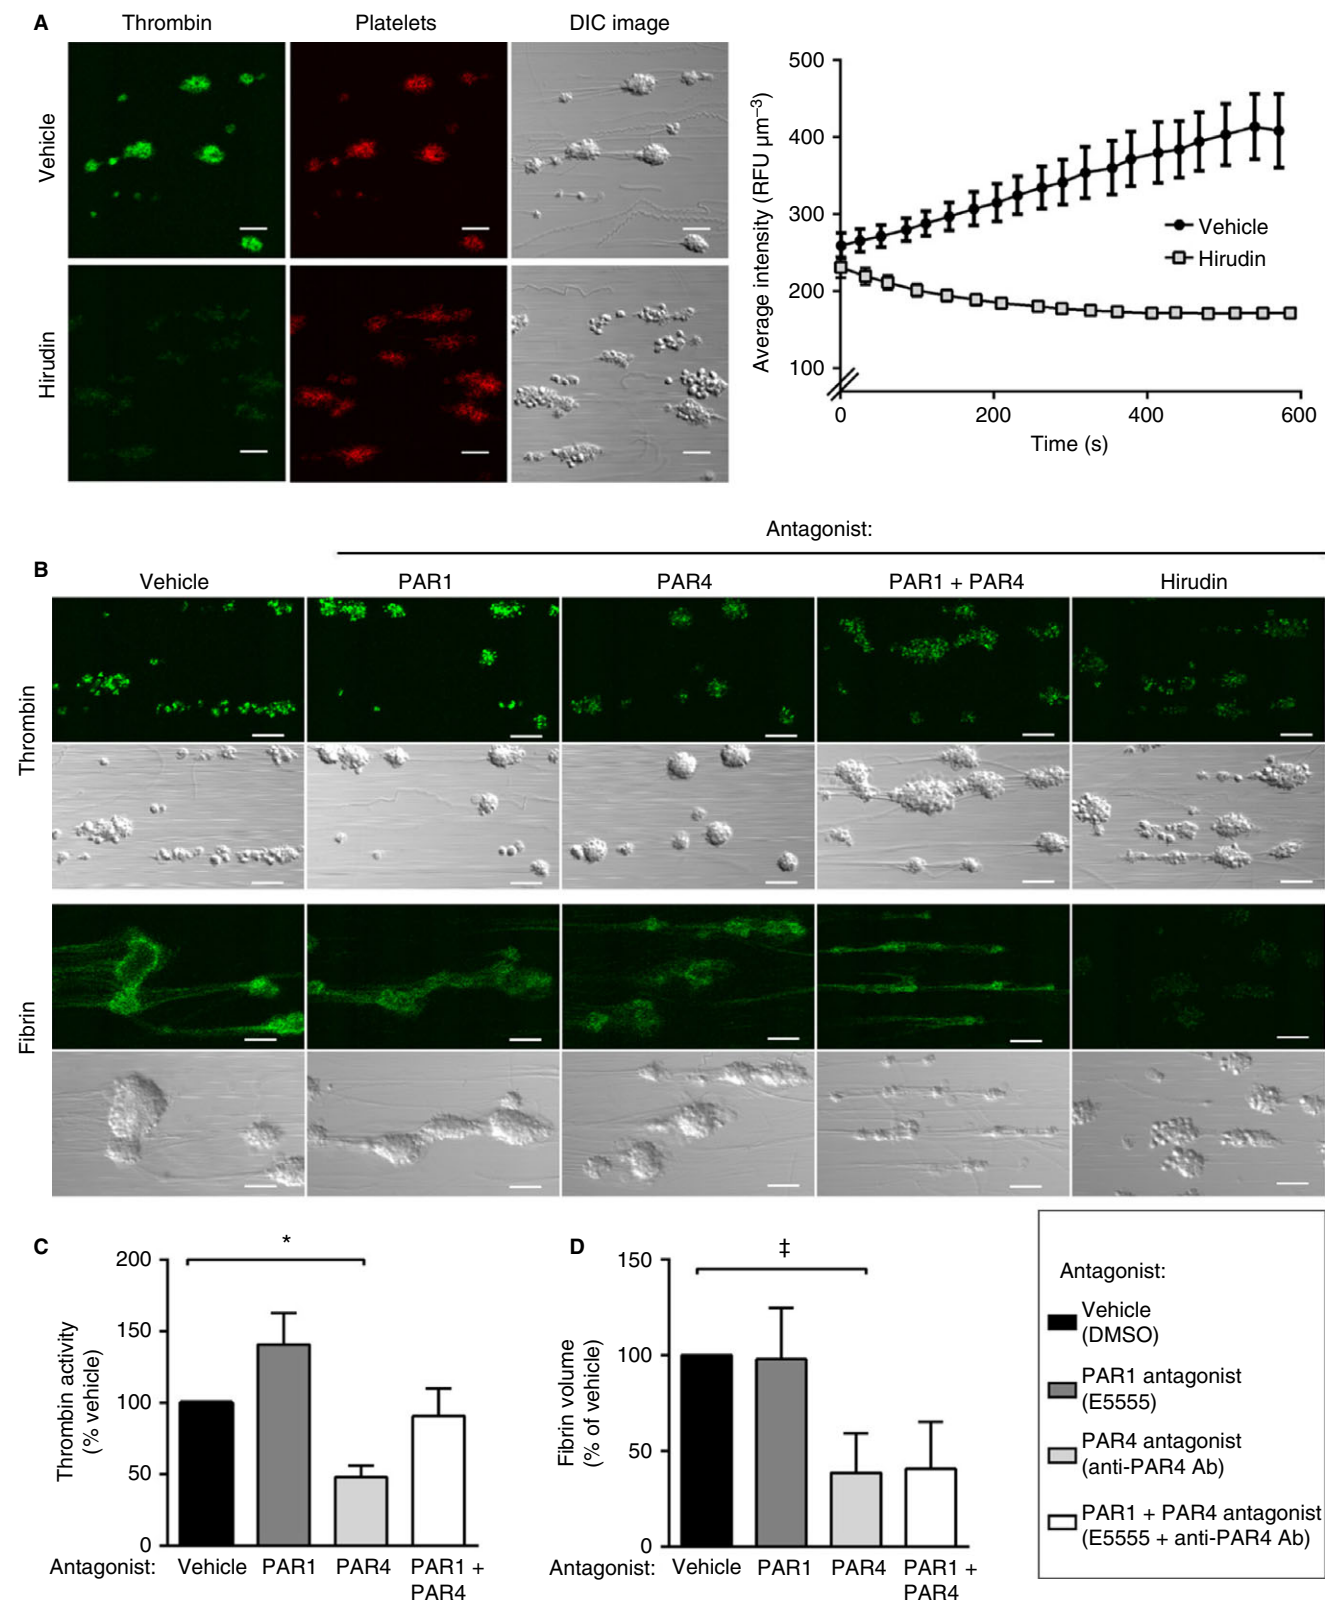 A
Thrombin
Platelets
DIC image
Vehicle
Hirudin
Average intensity (RFU µm⁻³)
500
400
300
200
100
Vehicle
Hirudin
0
200
400
600
Time (s)
Antagonist:
B
Vehicle
PAR1
PAR4
PAR1 + PAR4
Hirudin
Thrombin
Fibrin
C
Thrombin activity
(% vehicle)
200
150
100
50
0
*
Antagonist:
Vehicle
PAR1
PAR4
PAR1 +
PAR4
D
Fibrin volume
(% of vehicle)
150
100
50
0
‡
Antagonist:
Vehicle
PAR1
PAR4
PAR1 +
PAR4
Antagonist:
Vehicle
(DMSO)
PAR1 antagonist
(E5555)
PAR4 antagonist
(anti-PAR4 Ab)
PAR1 + PAR4 antagonist
(E5555 + anti-PAR4 Ab)